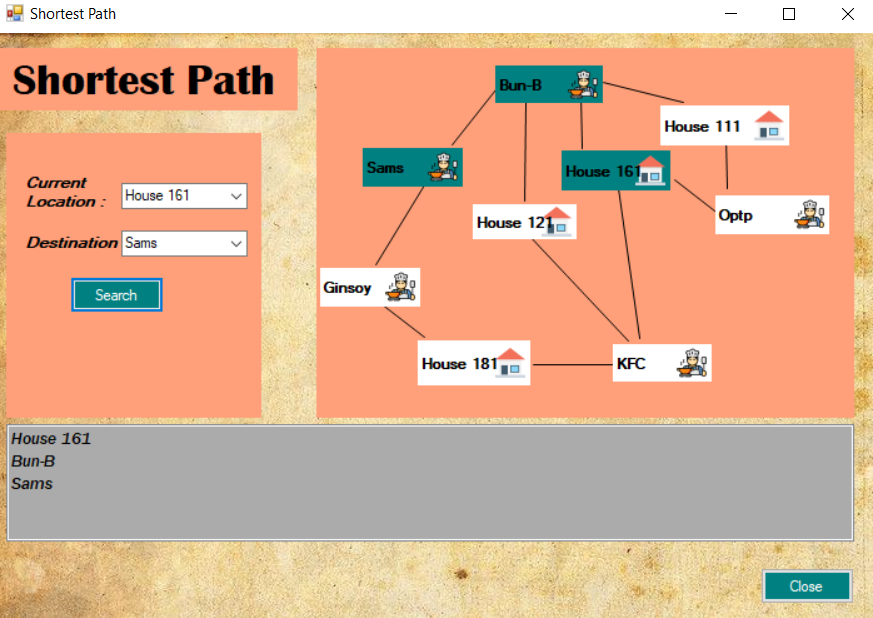 Shortest Path
Shortest Path
Current
Location :
House 161
Destination
Sams
Search
Bun-B
House 111
Sams
House 161
House 121
Optp
Ginsoy
House 181
KFC
House 161
Bun-B
Sams
Close